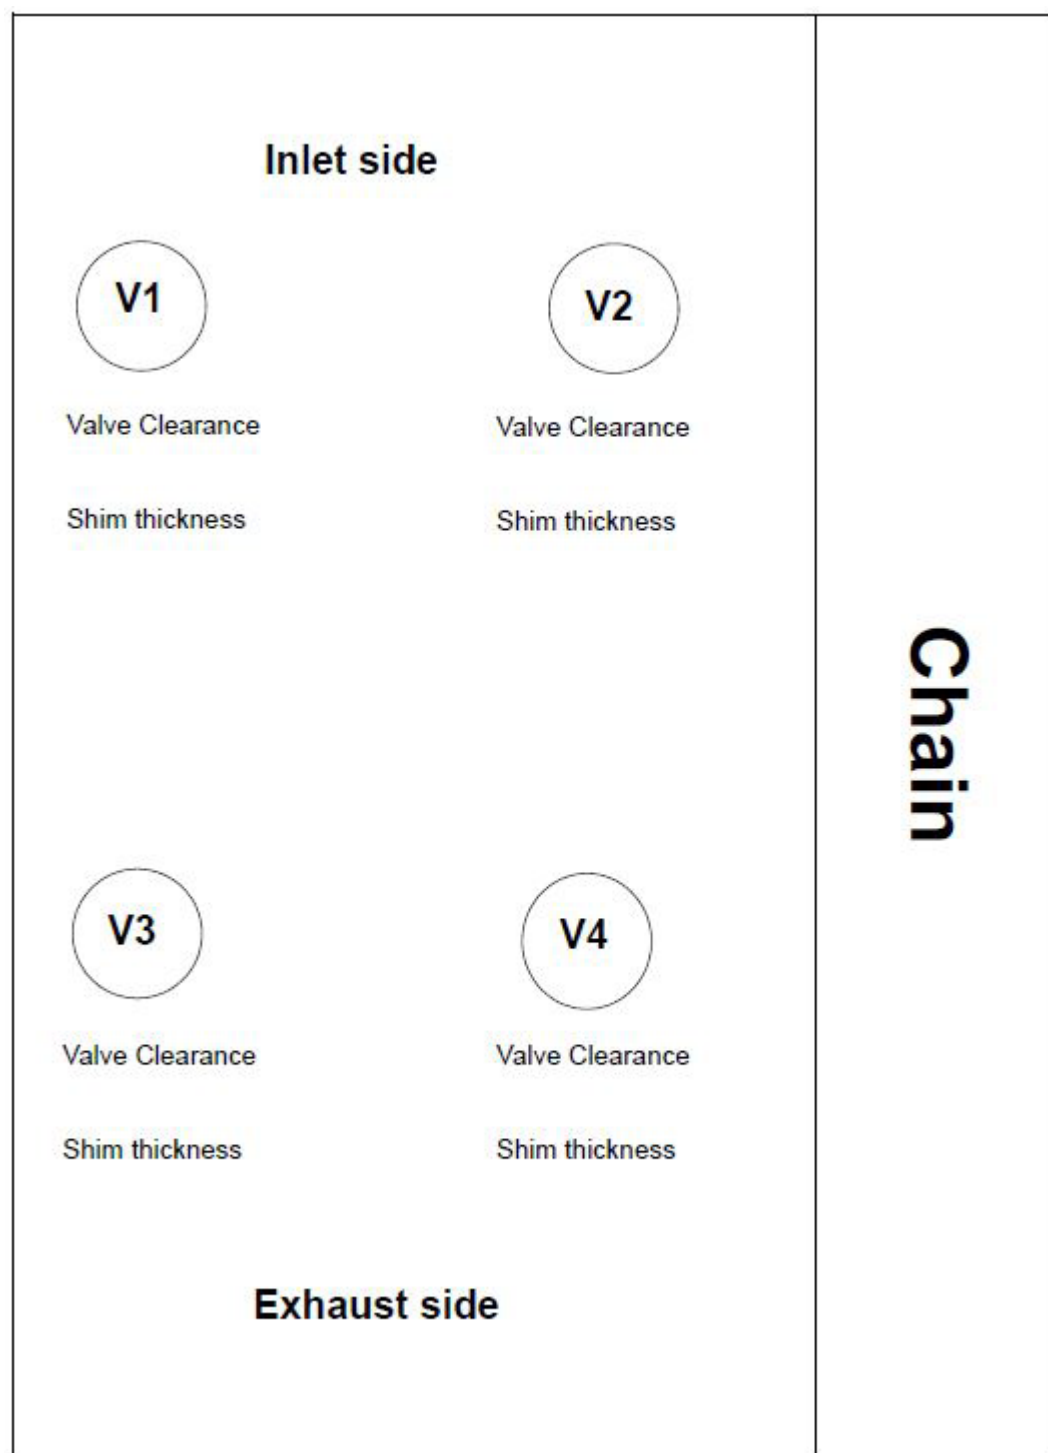 Inlet side
V1
V2
Valve Clearance
Valve Clearance
Shim thickness
Shim thickness
Chain
V3
V4
Valve Clearance
Valve Clearance
Shim thickness
Shim thickness
Exhaust side